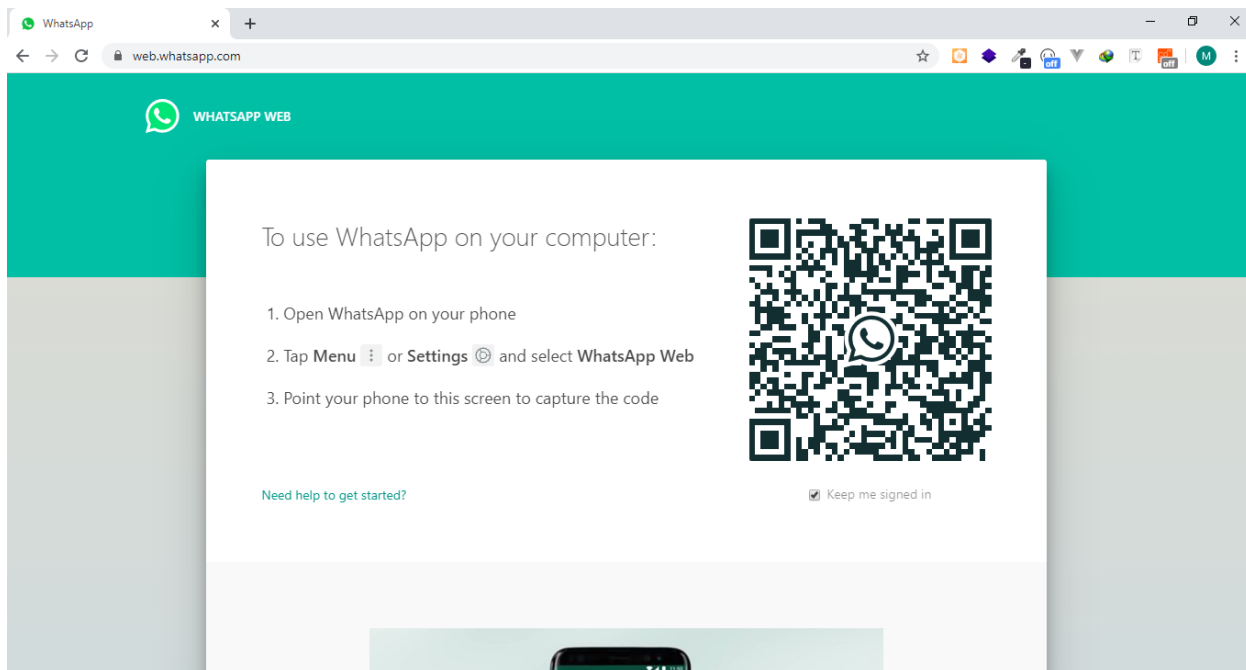 WhatsApp
web.whatsapp.com
off
T
off
M
WHATSAPP WEB
To use WhatsApp on your computer:
1. Open WhatsApp on your phone
2. Tap Menu or Settings and select WhatsApp Web
3. Point your phone to this screen to capture the code
Need help to get started?
Keep me signed in